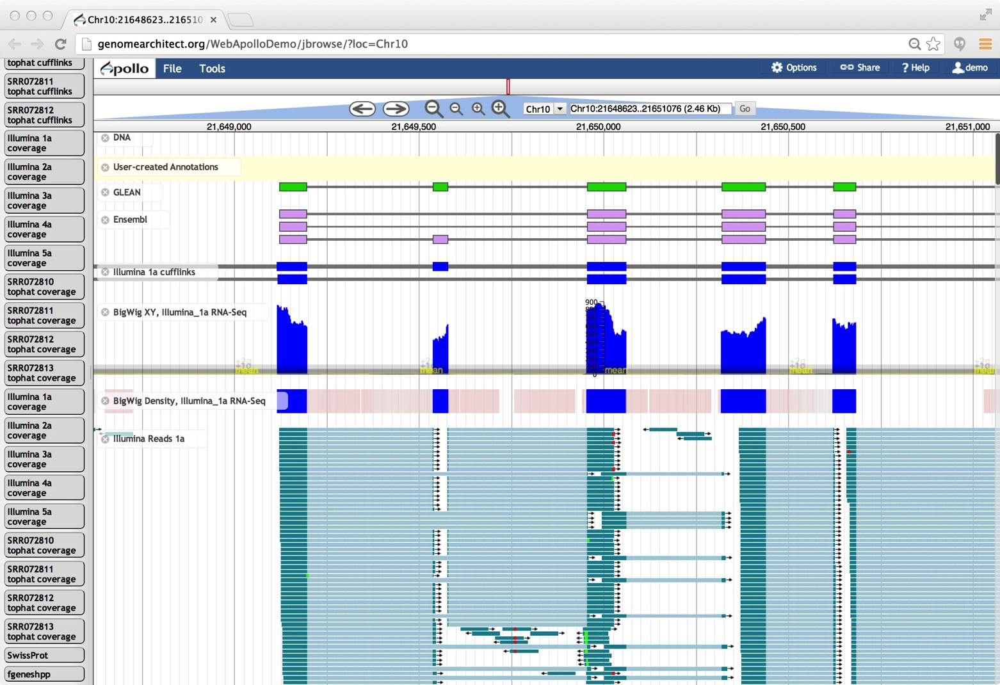 Chr10:21648623..216510
genomearchitect.org/WebApolloDemo/jbrowse/?loc=Chr10
Apollo File Tools Options Share ? Help demo
Chr10 Chr10:21648623..21651076 (2.46 Kb) Go
21,649,000 21,649,500 21,650,000 21,650,500 21,651,000
tophat cufflinks
SRR072811
tophat cufflinks
SRR072812
tophat cufflinks
Illumina 1a
coverage
Illumina 2a
coverage
Illumina 3a
coverage
Illumina 4a
coverage
Illumina 5a
coverage
SRR072810
tophat coverage
SRR072811
tophat coverage
SRR072812
tophat coverage
SRR072813
tophat coverage
Illumina 1a
coverage
Illumina 2a
coverage
Illumina 3a
coverage
Illumina 4a
coverage
Illumina 5a
coverage
SRR072810
tophat coverage
SRR072811
tophat coverage
SRR072812
tophat coverage
SRR072813
tophat coverage
SwissProt
fgeneshpp
DNA
User-created Annotations
GLEAN
Ensembl
Illumina 1a cufflinks
BigWig XY, Illumina_1a RNA-Seq
900
mean mean mean mean mean
0
BigWig Density, Illumina_1a RNA-Seq
Illumina Reads 1a